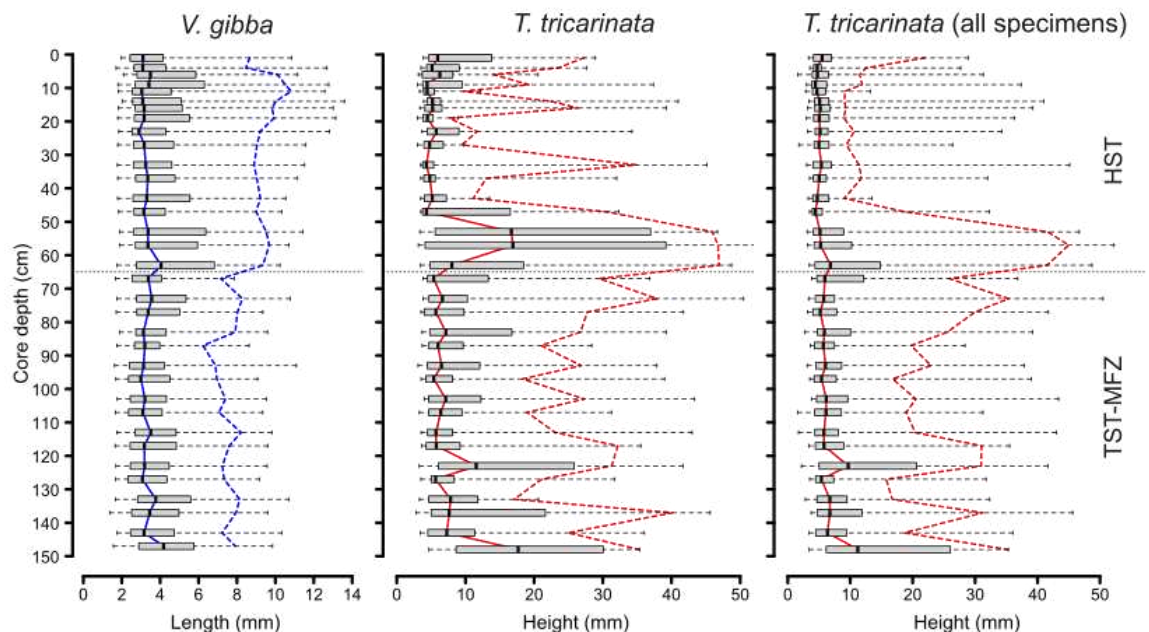 V. gibba
T. tricarinata
T. tricarinata (all specimens)
0
10
20
30
40
50
60
70
80
90
100
110
120
130
140
150
Core depth (cm)
HST
TST-MFZ
0 2 4 6 8 10 12 14
0 10 20 30 40 50
0 10 20 30 40 50
Length (mm)
Height (mm)
Height (mm)